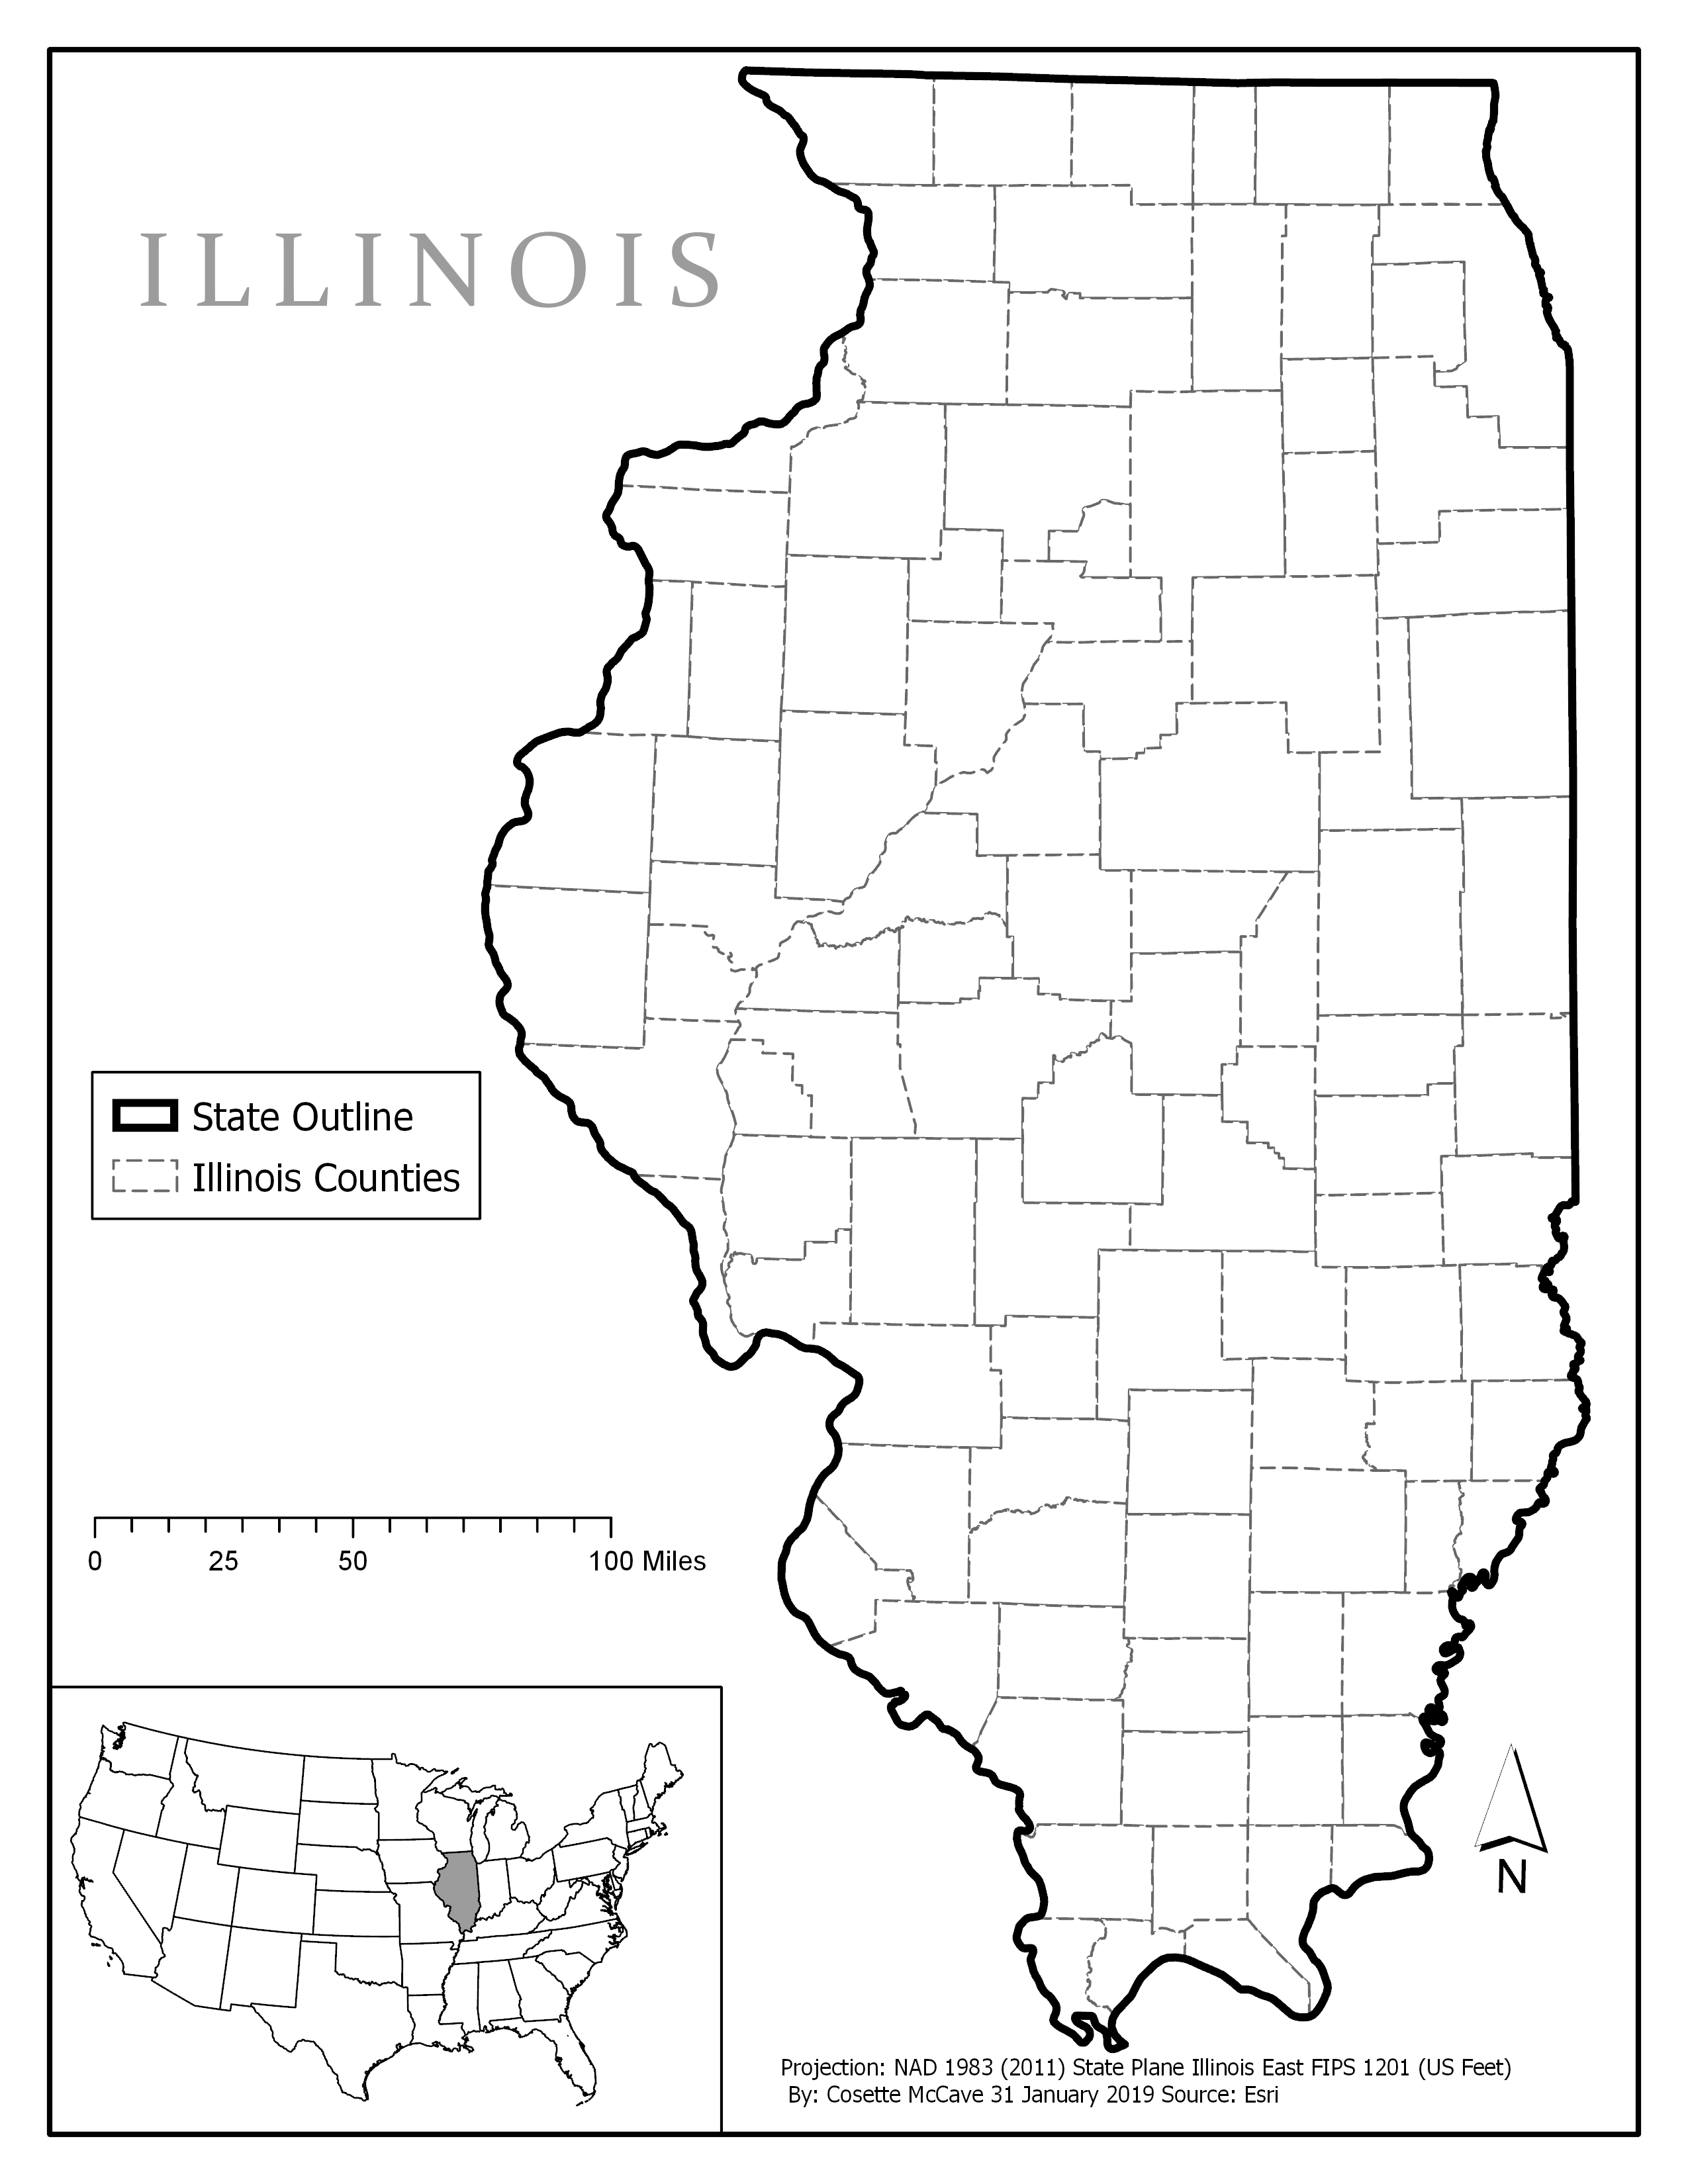 ILLINOIS
State Outline
Illinois Counties
0 25 50 100 Miles
N
Projection: NAD 1983 (2011) State Plane Illinois East FIPS 1201 (US Feet)
By: Cosette McCave 31 January 2019 Source: Esri